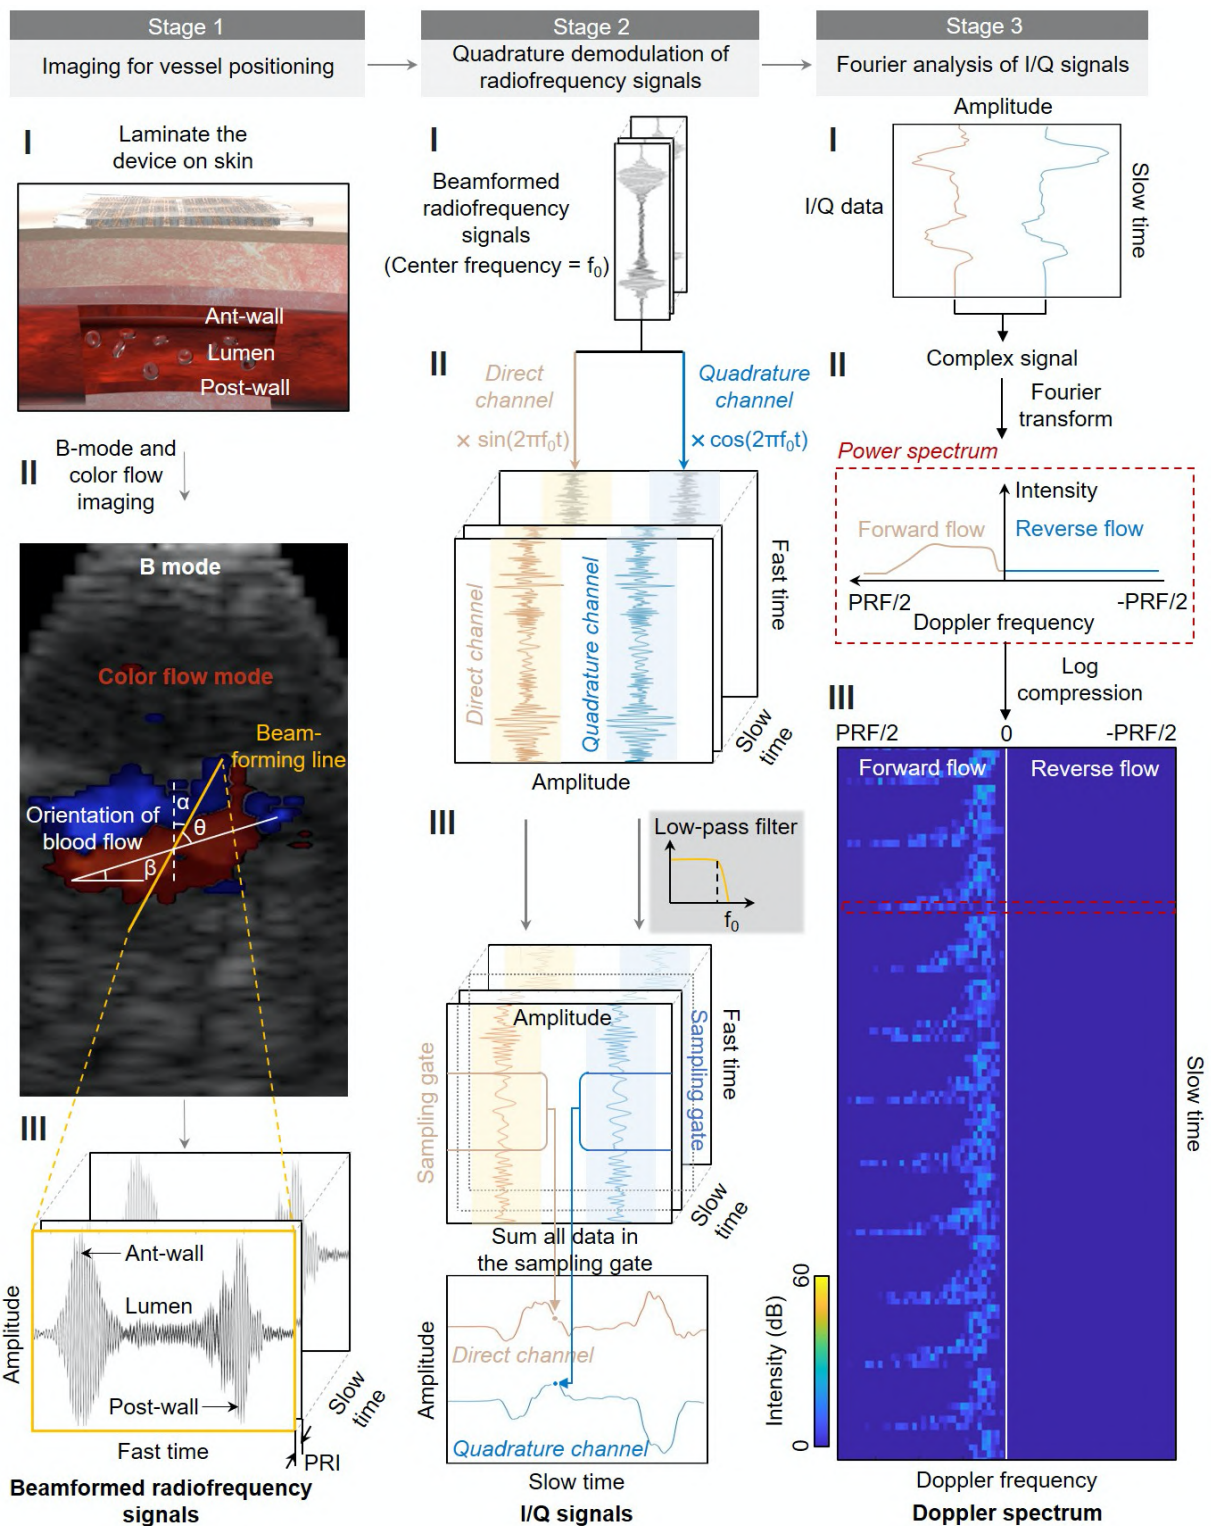 Stage 1
Imaging for vessel positioning
I
Laminate the
device on skin
Ant-wall
Lumen
Post-wall
II
B-mode and
color flow
imaging
B mode
Color flow mode
Beam-
forming line
Orientation of
blood flow
α
θ
β
III
Ant-wall
Lumen
Post-wall
Amplitude
Fast time
Slow
time
PRI
Beamformed radiofrequency
signals
Stage 2
Quadrature demodulation of
radiofrequency signals
I
Beamformed
radiofrequency
signals
(Center frequency = f₀)
II
Direct
channel
× sin(2πf₀t)
Quadrature
channel
× cos(2πf₀t)
Direct channel
Quadrature channel
Fast time
Slow
time
Amplitude
III
Low-pass filter
f₀
Amplitude
Sampling gate
Sampling gate
Fast time
Slow
time
Sum all data in
the sampling gate
Direct channel
Quadrature channel
Amplitude
Slow time
I/Q signals
Stage 3
Fourier analysis of I/Q signals
Amplitude
I
I/Q data
Slow time
Complex signal
II
Fourier
transform
Power spectrum
Intensity
Forward flow
Reverse flow
PRF/2
-PRF/2
Doppler frequency
Log
compression
III
PRF/2
0
-PRF/2
Forward flow
Reverse flow
Slow time
60
Intensity (dB)
0
Doppler frequency
Doppler spectrum